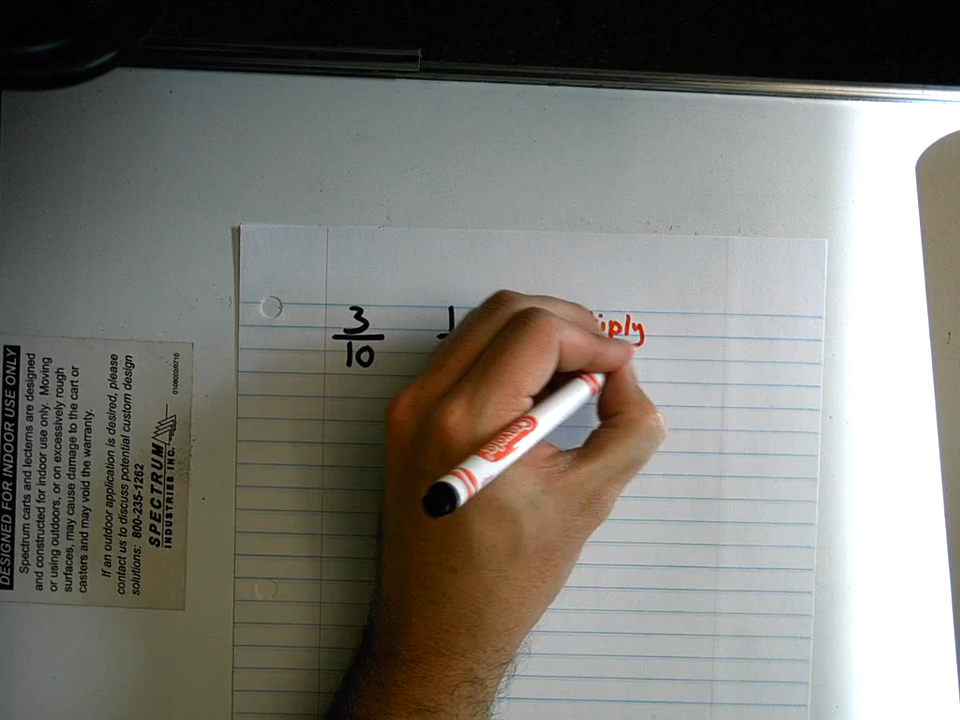 3 1
10
iply
Crayola
DESIGNED FOR INDOOR USE ONLY
Spectrum carts and lecterns are designed
and constructed for indoor use only. Moving
or using outdoors, or on excessively rough
surfaces, may cause damage to the cart or
casters and may void the warranty.
If an outdoor application is desired, please
contact us to discuss potential custom design
solutions: 800-235-1262
SPECTRUM
INDUSTRIES INC.